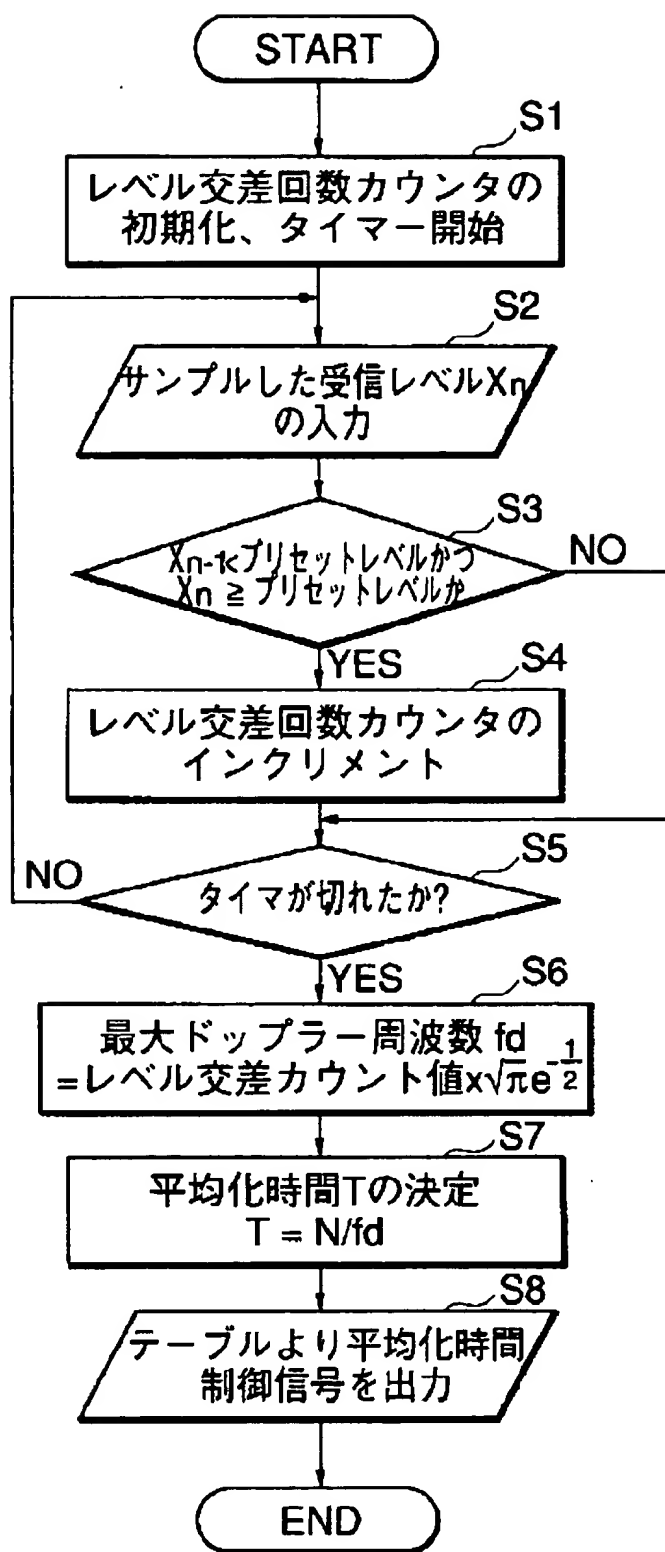 START
S1
レベル交差回数カウンタの
初期化、タイマー開始
S2
サンプルした受信レベルXn
の入力
S3
Xn-1<プリセットレベルかつ
Xn ≧ プリセットレベルか
NO
YES
S4
レベル交差回数カウンタの
インクリメント
S5
NO
タイマが切れたか?
YES
S6
最大ドップラー周波数 fd
=レベル交差カウント値x√πe^-1/2
S7
平均化時間Tの決定
T = N/fd
S8
テーブルより平均化時間
制御信号を出力
END